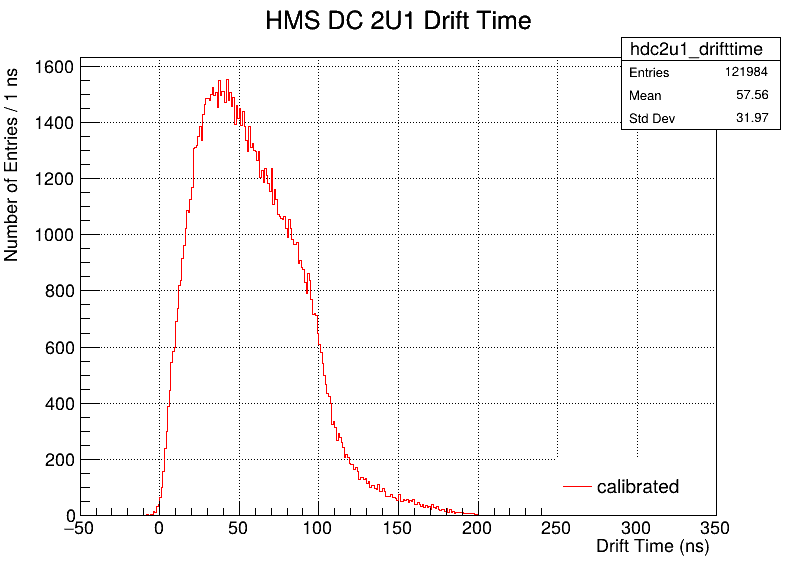 HMS DC 2U1 Drift Time
hdc2u1_drifttime
Entries 121984
Mean 57.56
Std Dev 31.97
Number of Entries / 1 ns
1600
1400
1200
1000
800
600
400
200
0
calibrated
−50 0 50 100 150 200 250 300 350
Drift Time (ns)